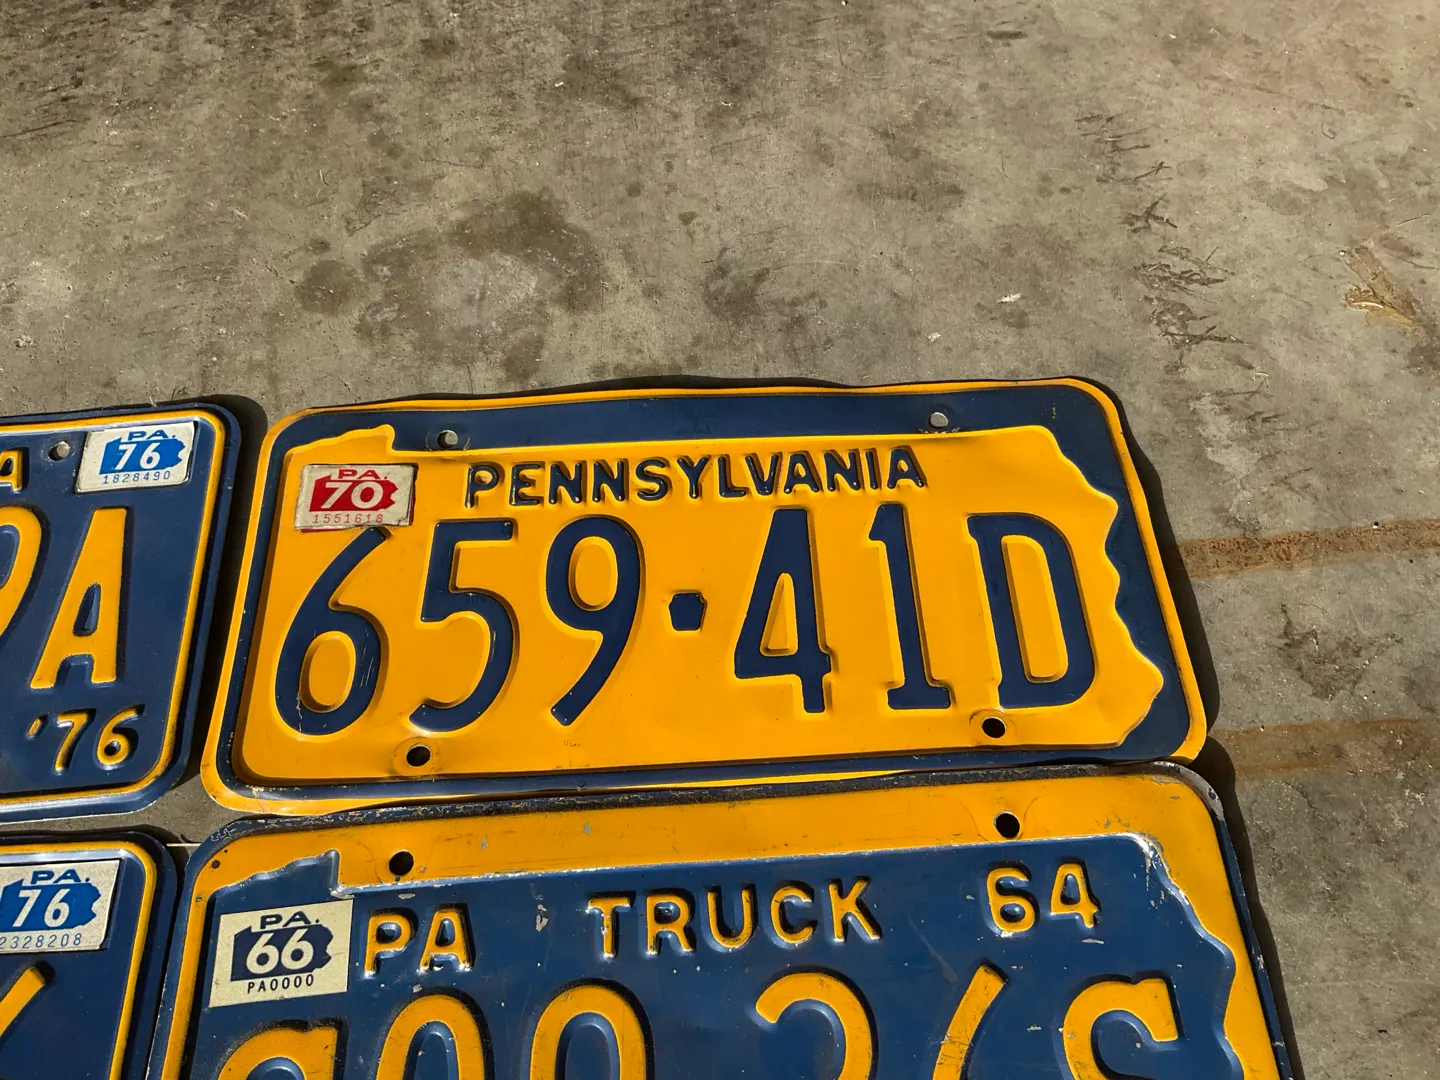 PENNSYLVANIA
PA.
70
1551618
659·41D
A
PA.
76
1828490
9A
'76
PA.
76
2328208
PA TRUCK 64
PA.
66
PA0000